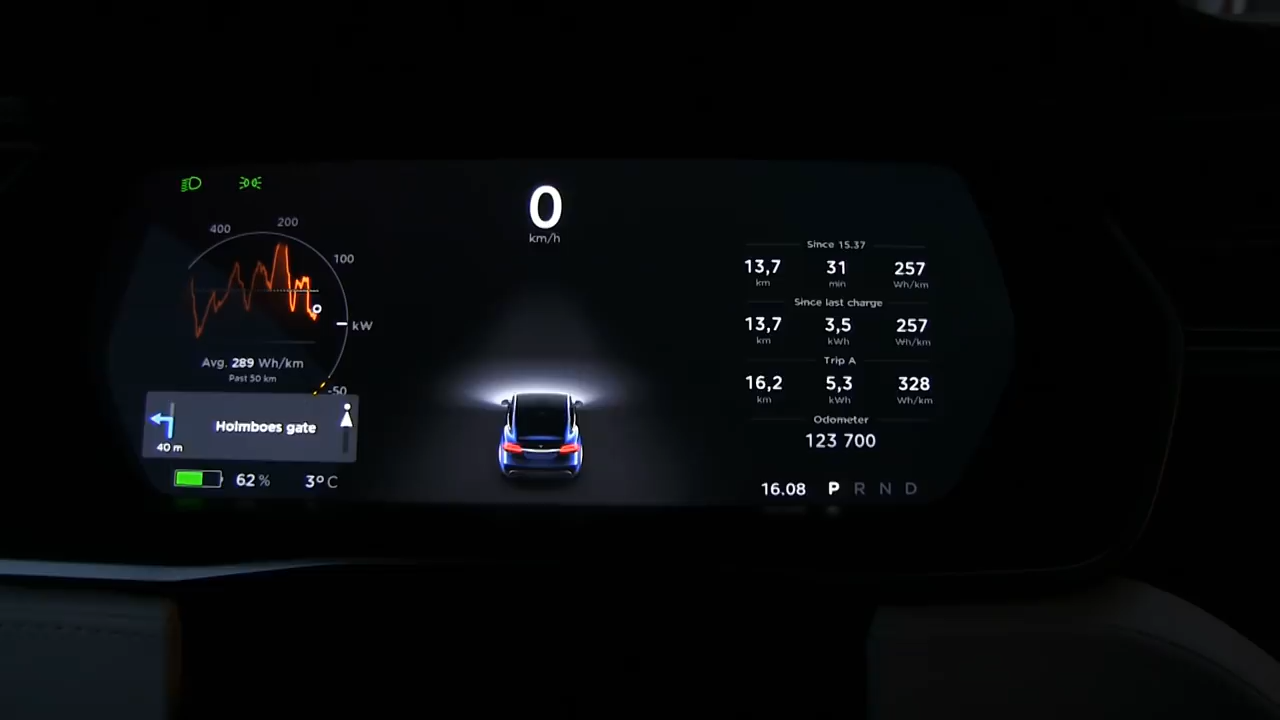 0
km/h
400 200
100
kW
-50
Avg. 289 Wh/km
Past 50 km
Holmboes gate
40 m
62 % 3° C
Since 15.37
13,7 31 257
km min Wh/km
Since last charge
13,7 3,5 257
km kWh Wh/km
Trip A
16,2 5,3 328
km kWh Wh/km
Odometer
123 700
16.08 P R N D